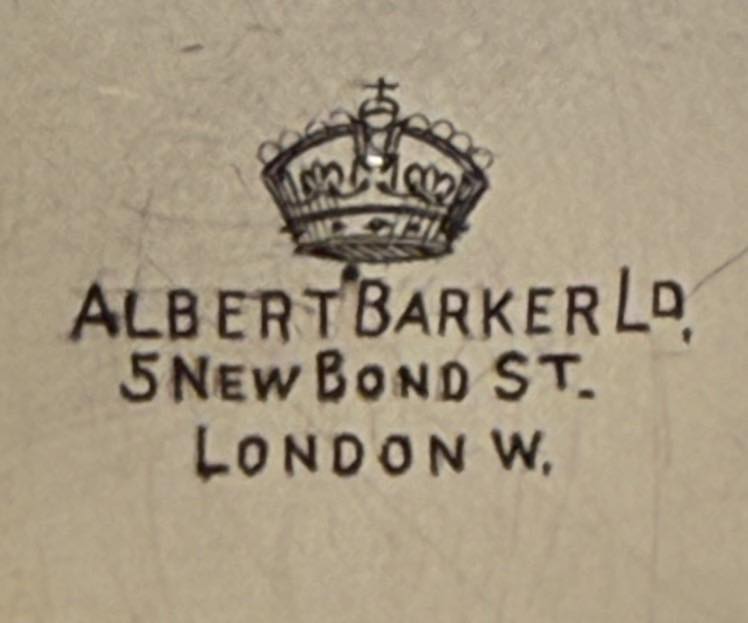 ALBERT BARKER LD,
5 NEW BOND ST.
LONDON W.